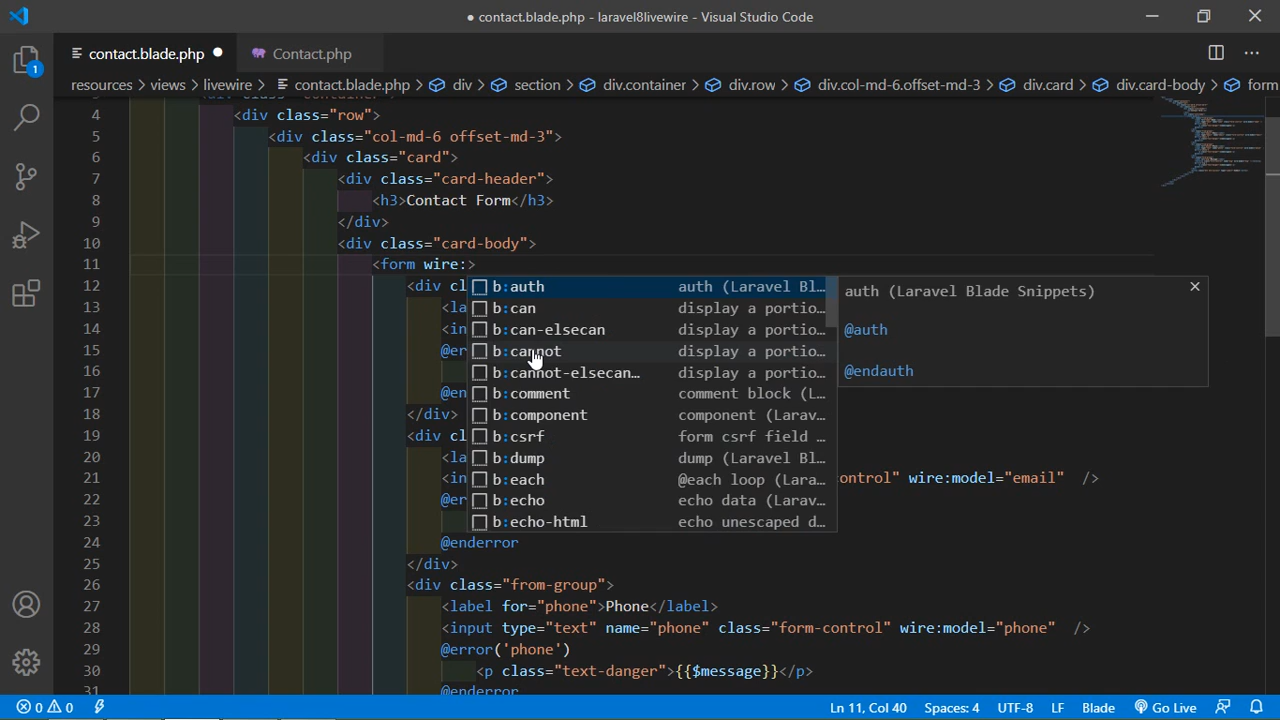 ● contact.blade.php - laravel8livewire - Visual Studio Code
contact.blade.php ●
Contact.php
resources > views > livewire > contact.blade.php > div > section > div.container > div.row > div.col-md-6.offset-md-3 > div.card > div.card-body > form
1
4 <div class="row">
5 <div class="col-md-6 offset-md-3">
6 <div class="card">
7 <div class="card-header">
8 <h3>Contact Form</h3>
9 </div>
10 <div class="card-body">
11 <form wire:>
12 <div cl
13 <la
14 <in
15 @er
16
17 @en
18 </div>
19 <div cl
20 <la
21 <in
control" wire:model="email" />
22 @er
23
24 @enderror
25 </div>
26 <div class="from-group">
27 <label for="phone">Phone</label>
28 <input type="text" name="phone" class="form-control" wire:model="phone" />
29 @error('phone')
30 <p class="text-danger">{{$message}}</p>
31 @enderror
b:auth auth (Laravel Bl…
b:can display a portio…
b:can-elsecan display a portio…
b:cannot display a portio…
b:cannot-elsecan… display a portio…
b:comment comment block (L…
b:component component (Larav…
b:csrf form csrf field …
b:dump dump (Laravel Bl…
b:each @each loop (Lara…
b:echo echo data (Larav…
b:echo-html echo unescaped d…
auth (Laravel Blade Snippets)
@auth
@endauth
0 0
Ln 11, Col 40 Spaces: 4 UTF-8 LF Blade Go Live